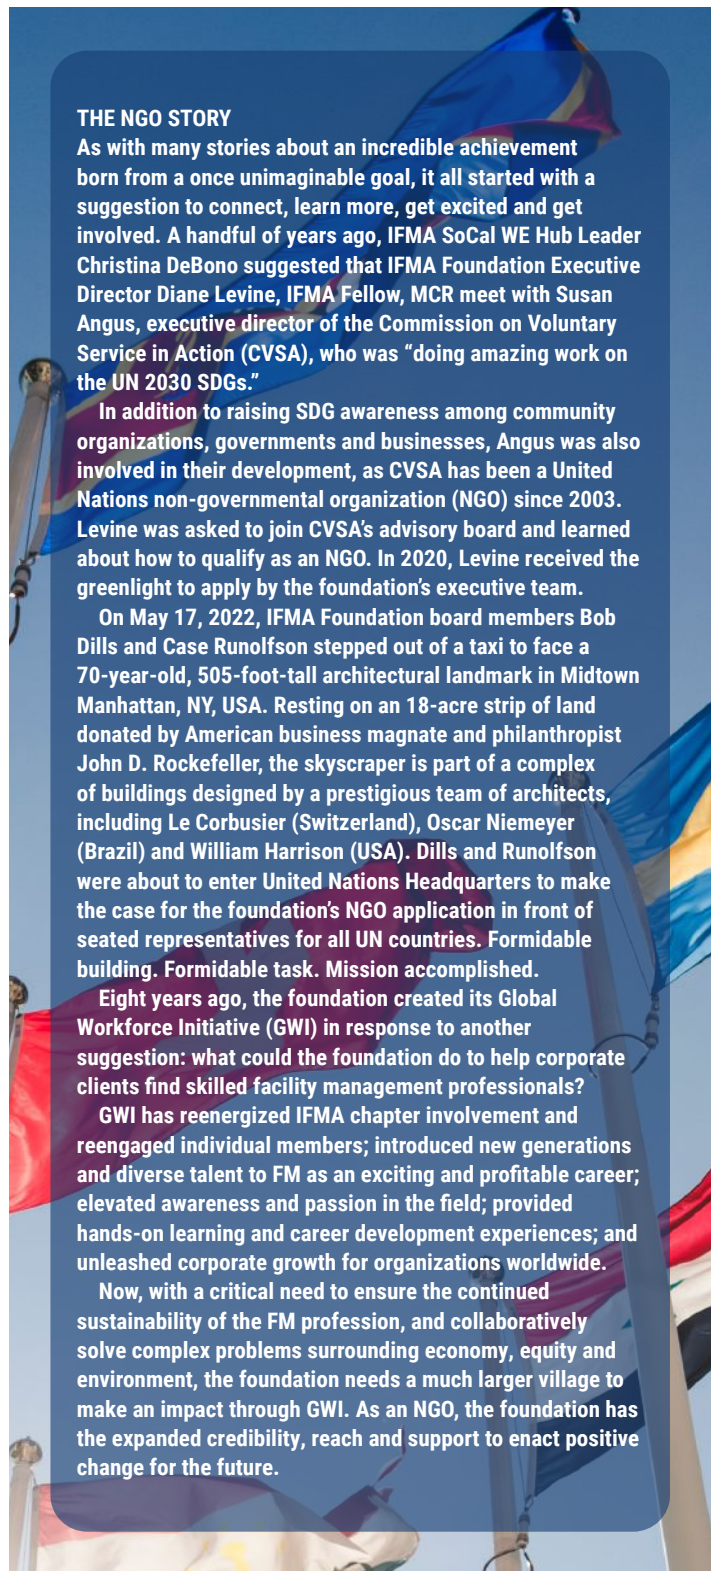 THE NGO STORY
As with many stories about an incredible achievement
born from a once unimaginable goal, it all started with a
suggestion to connect, learn more, get excited and get
involved. A handful of years ago, IFMA SoCal WE Hub Leader
Christina DeBono suggested that IFMA Foundation Executive
Director Diane Levine, IFMA Fellow, MCR meet with Susan
Angus, executive director of the Commission on Voluntary
Service in Action (CVSA), who was “doing amazing work on
the UN 2030 SDGs.”
In addition to raising SDG awareness among community
organizations, governments and businesses, Angus was also
involved in their development, as CVSA has been a United
Nations non-governmental organization (NGO) since 2003.
Levine was asked to join CVSA’s advisory board and learned
about how to qualify as an NGO. In 2020, Levine received the
greenlight to apply by the foundation’s executive team.
On May 17, 2022, IFMA Foundation board members Bob
Dills and Case Runolfson stepped out of a taxi to face a
70-year-old, 505-foot-tall architectural landmark in Midtown
Manhattan, NY, USA. Resting on an 18-acre strip of land
donated by American business magnate and philanthropist
John D. Rockefeller, the skyscraper is part of a complex
of buildings designed by a prestigious team of architects,
including Le Corbusier (Switzerland), Oscar Niemeyer
(Brazil) and William Harrison (USA). Dills and Runolfson
were about to enter United Nations Headquarters to make
the case for the foundation’s NGO application in front of
seated representatives for all UN countries. Formidable
building. Formidable task. Mission accomplished.
Eight years ago, the foundation created its Global
Workforce Initiative (GWI) in response to another
suggestion: what could the foundation do to help corporate
clients find skilled facility management professionals?
GWI has reenergized IFMA chapter involvement and
reengaged individual members; introduced new generations
and diverse talent to FM as an exciting and profitable career;
elevated awareness and passion in the field; provided
hands-on learning and career development experiences; and
unleashed corporate growth for organizations worldwide.
Now, with a critical need to ensure the continued
sustainability of the FM profession, and collaboratively
solve complex problems surrounding economy, equity and
environment, the foundation needs a much larger village to
make an impact through GWI. As an NGO, the foundation has
the expanded credibility, reach and support to enact positive
change for the future.